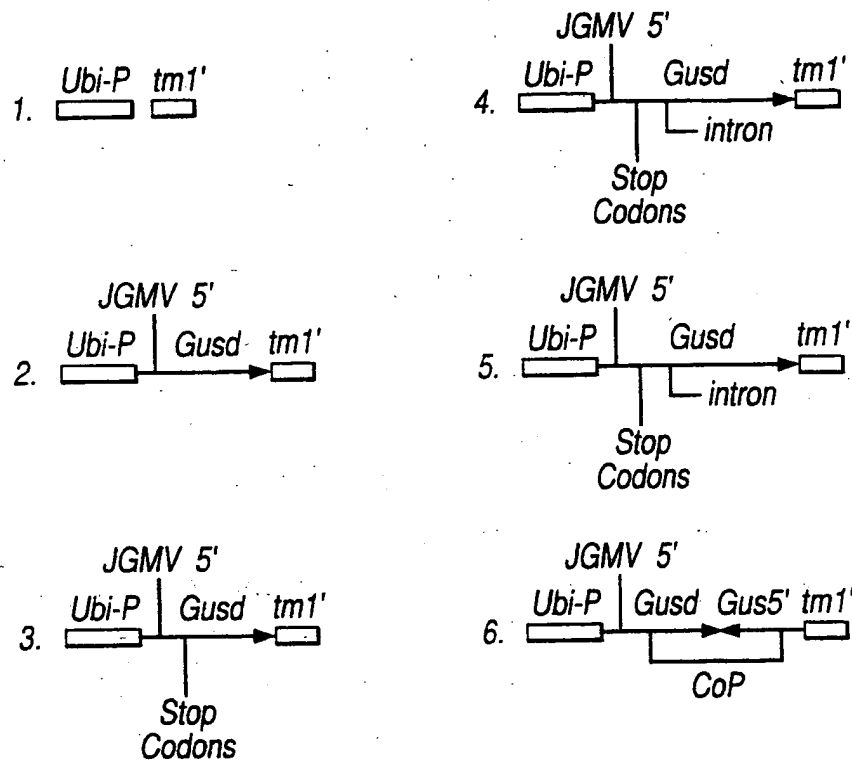 1.
Ubi-P tm1'
2.
JGMV 5'
Ubi-P Gusd tm1'
3.
JGMV 5'
Ubi-P Gusd tm1'
Stop
Codons
4.
JGMV 5'
Ubi-P Gusd tm1'
intron
Stop
Codons
5.
JGMV 5'
Ubi-P Gusd tm1'
intron
Stop
Codons
6.
JGMV 5'
Ubi-P Gusd Gus5' tm1'
CoP